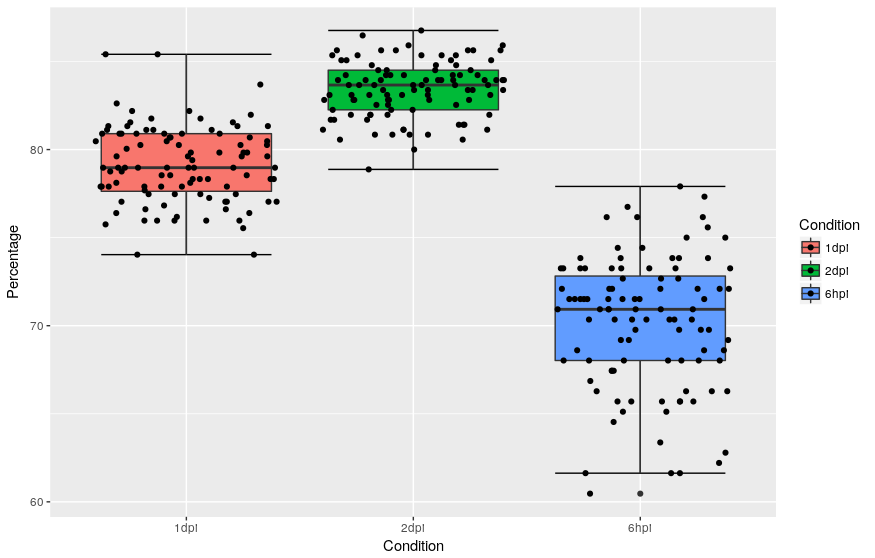 80
70
60
Percentage
1dpI
2dpI
6hpI
Condition
Condition
1dpI
2dpI
6hpI